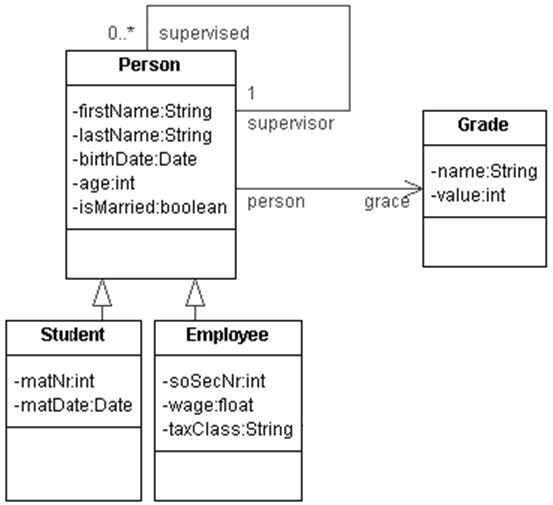 0..* supervised
Person
-firstName:String
-lastName:String
-birthDate:Date
-age:int
-isMarried:boolean
1
supervisor
person grace
Grade
-name:String
-value:int
Student
-matNr:int
-matDate:Date
Employee
-soSecNr:int
-wage:float
-taxClass:String